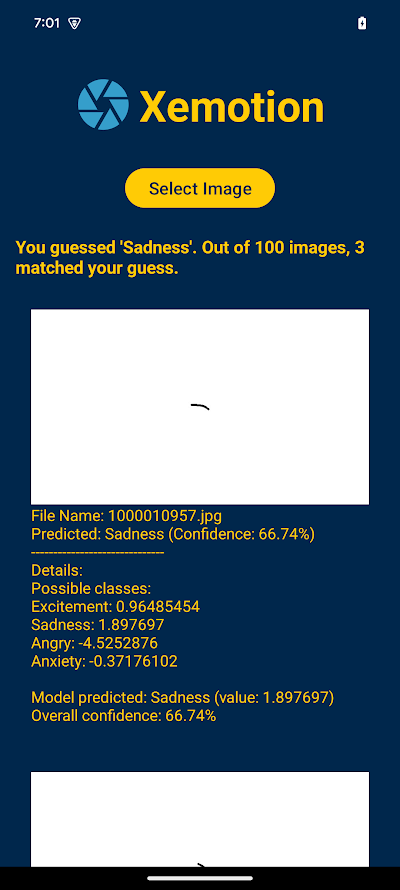 7:01
Xemotion
Select Image
You guessed 'Sadness'. Out of 100 images, 3
matched your guess.
File Name: 1000010957.jpg
Predicted: Sadness (Confidence: 66.74%)
------------------------------
Details:
Possible classes:
Excitement: 0.96485454
Sadness: 1.897697
Angry: -4.5252876
Anxiety: -0.37176102
Model predicted: Sadness (value: 1.897697)
Overall confidence: 66.74%